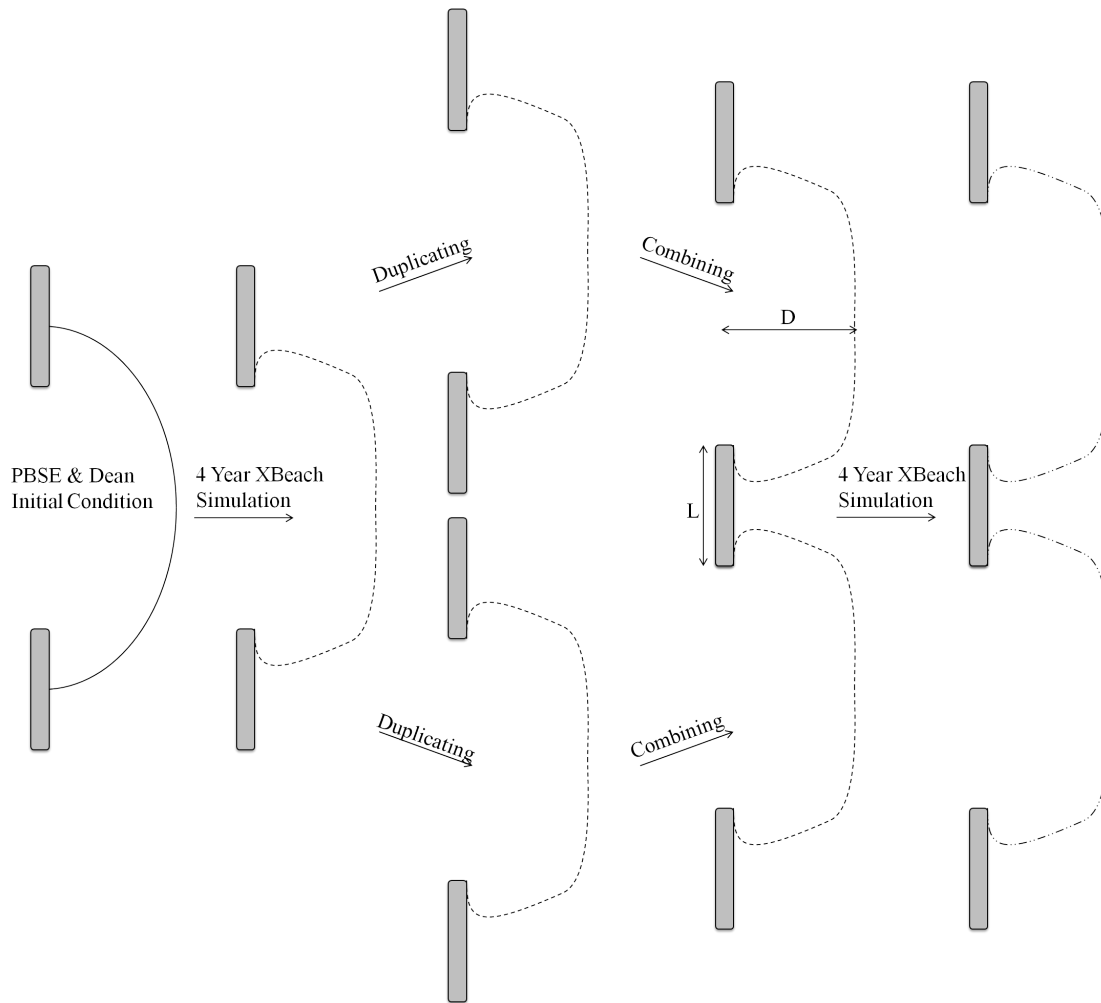 PBSE & Dean
Initial Condition
4 Year XBeach
Simulation
Duplicating
Duplicating
Combining
Combining
D
L
4 Year XBeach
Simulation